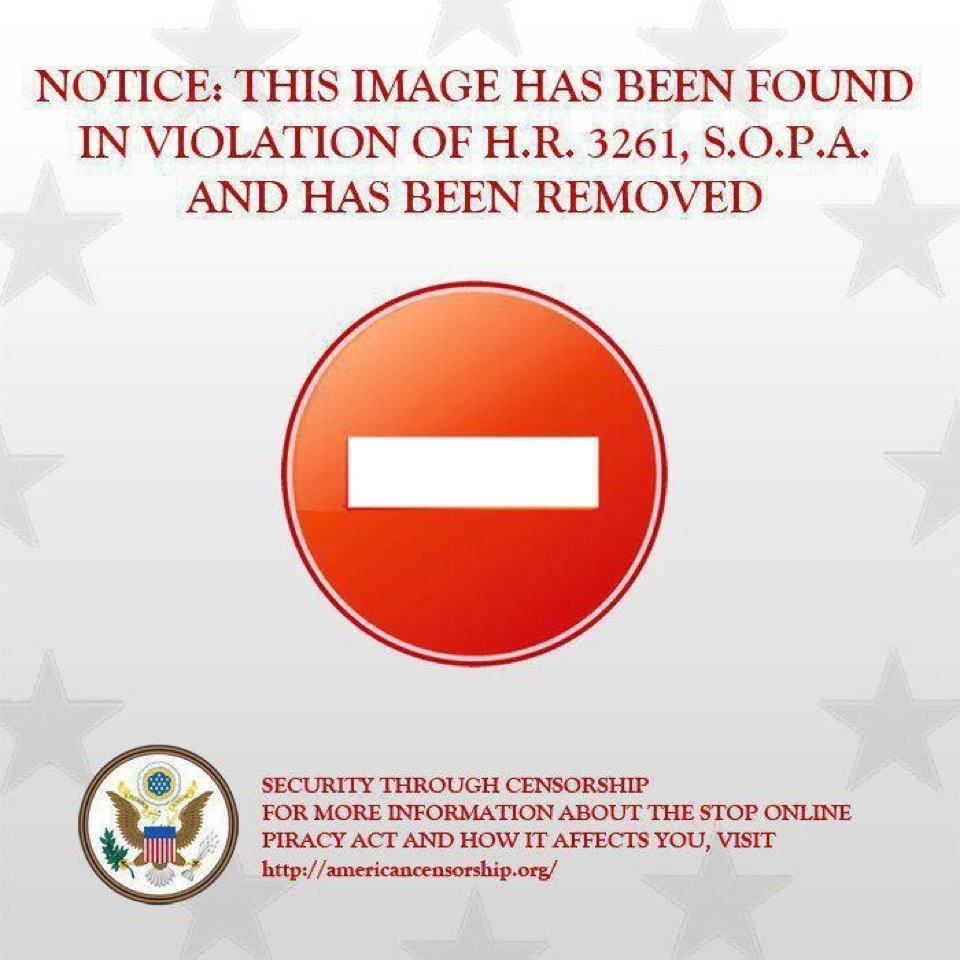 NOTICE: THIS IMAGE HAS BEEN FOUND
IN VIOLATION OF H.R. 3261, S.O.P.A.
AND HAS BEEN REMOVED
SECURITY THROUGH CENSORSHIP
FOR MORE INFORMATION ABOUT THE STOP ONLINE
PIRACY ACT AND HOW IT AFFECTS YOU, VISIT
http://americancensorship.org/